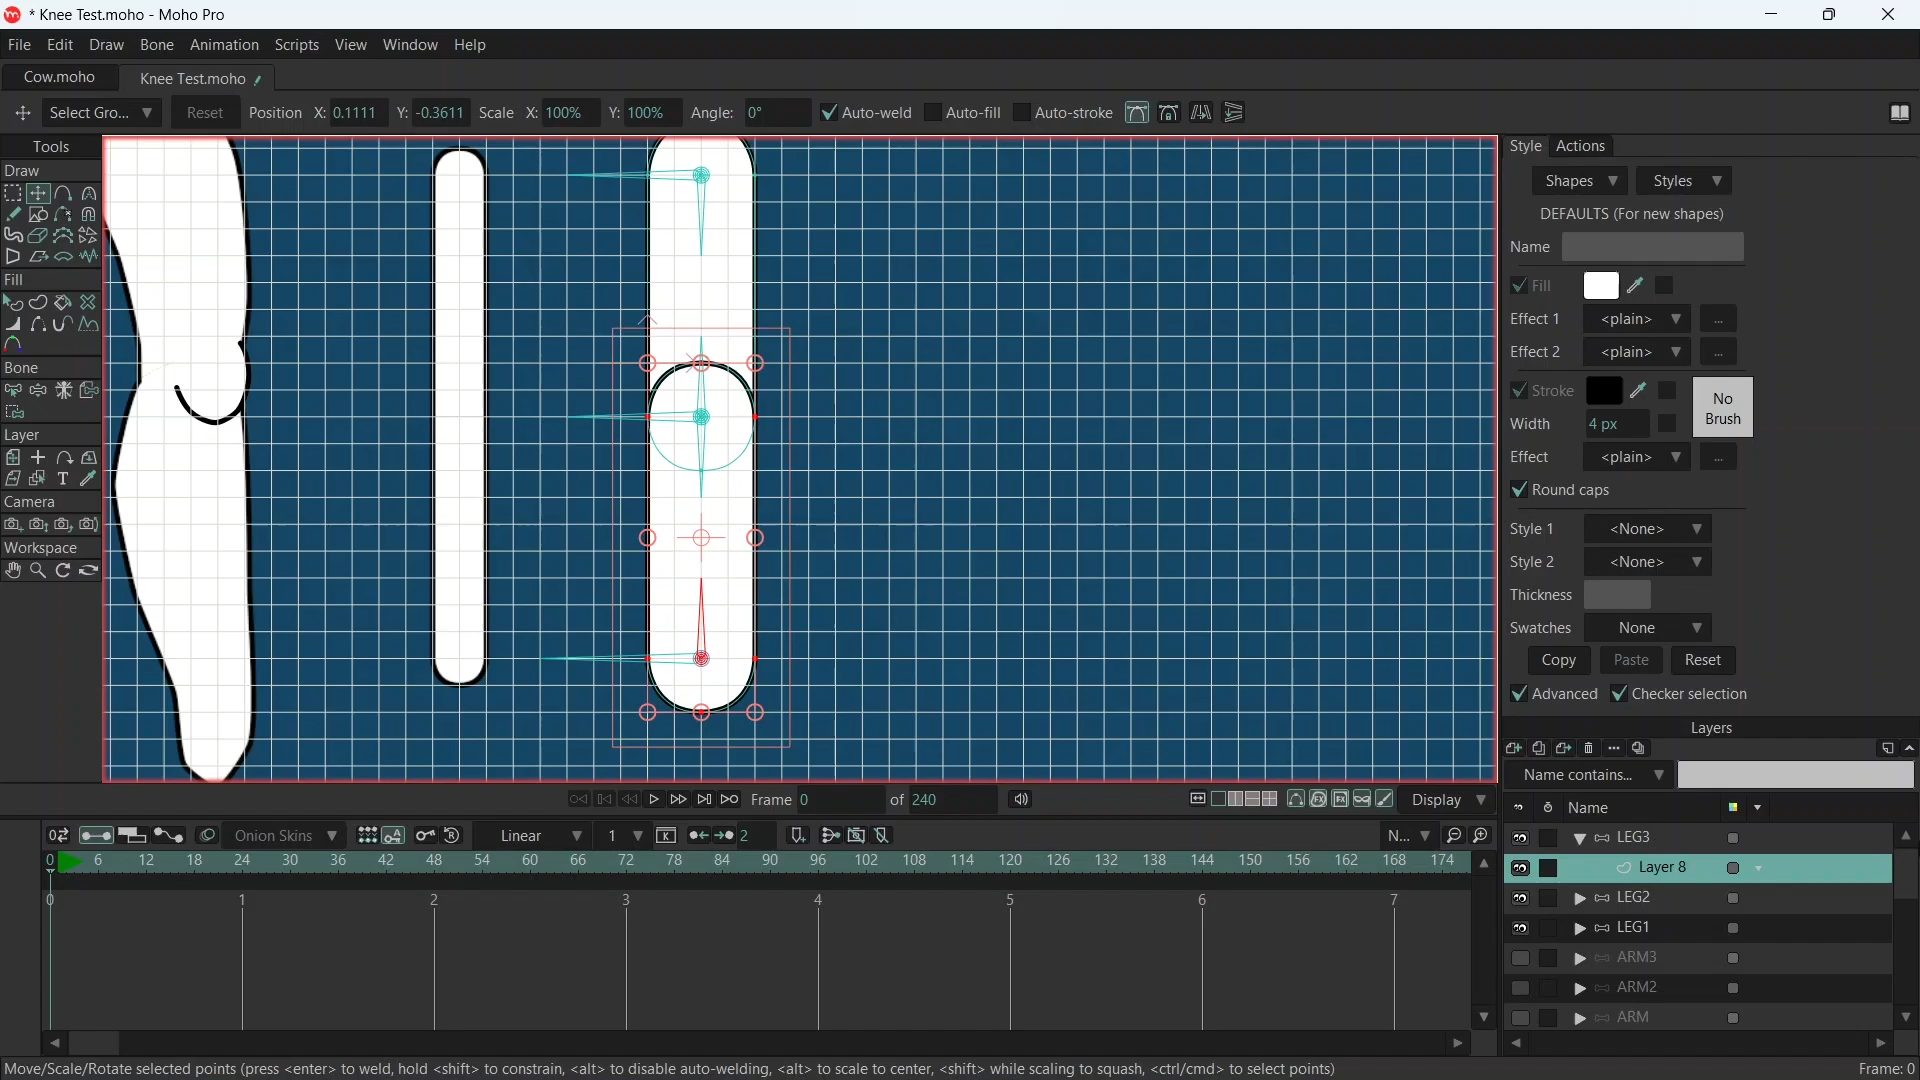 * Knee Test.moho - Moho Pro
File Edit Draw Bone Animation Scripts View Window Help
Cow.moho Knee Test.moho
Select Gro... Reset Position X: 0.1111 Y: -0.3611 Scale X: 100% Y: 100% Angle: 0° Auto-weld Auto-fill Auto-stroke
Tools
Draw
Fill
Bone
Layer
Camera
Workspace
Style Actions
Shapes Styles
DEFAULTS (For new shapes)
Name
Fill
Effect 1 <plain> ...
Effect 2 <plain> ...
Stroke
No Brush
Width 4 px
Effect <plain> ...
Round caps
Style 1 <None>
Style 2 <None>
Thickness
Swatches None
Copy Paste Reset
Advanced Checker selection
Layers
Name contains...
Name
LEG3
Layer 8
LEG2
LEG1
ARM3
ARM2
ARM
Frame 0 of 240 Display
Onion Skins Linear 1 2 N...
0 6 12 18 24 30 36 42 48 54 60 66 72 78 84 90 96 102 108 114 120 126 132 138 144 150 156 162 168 174
0 1 2 3 4 5 6 7
Move/Scale/Rotate selected points (press <enter> to weld, hold <shift> to constrain, <alt> to disable auto-welding, <alt> to scale to center, <shift> while scaling to squash, <ctrl/cmd> to select points) Frame: 0